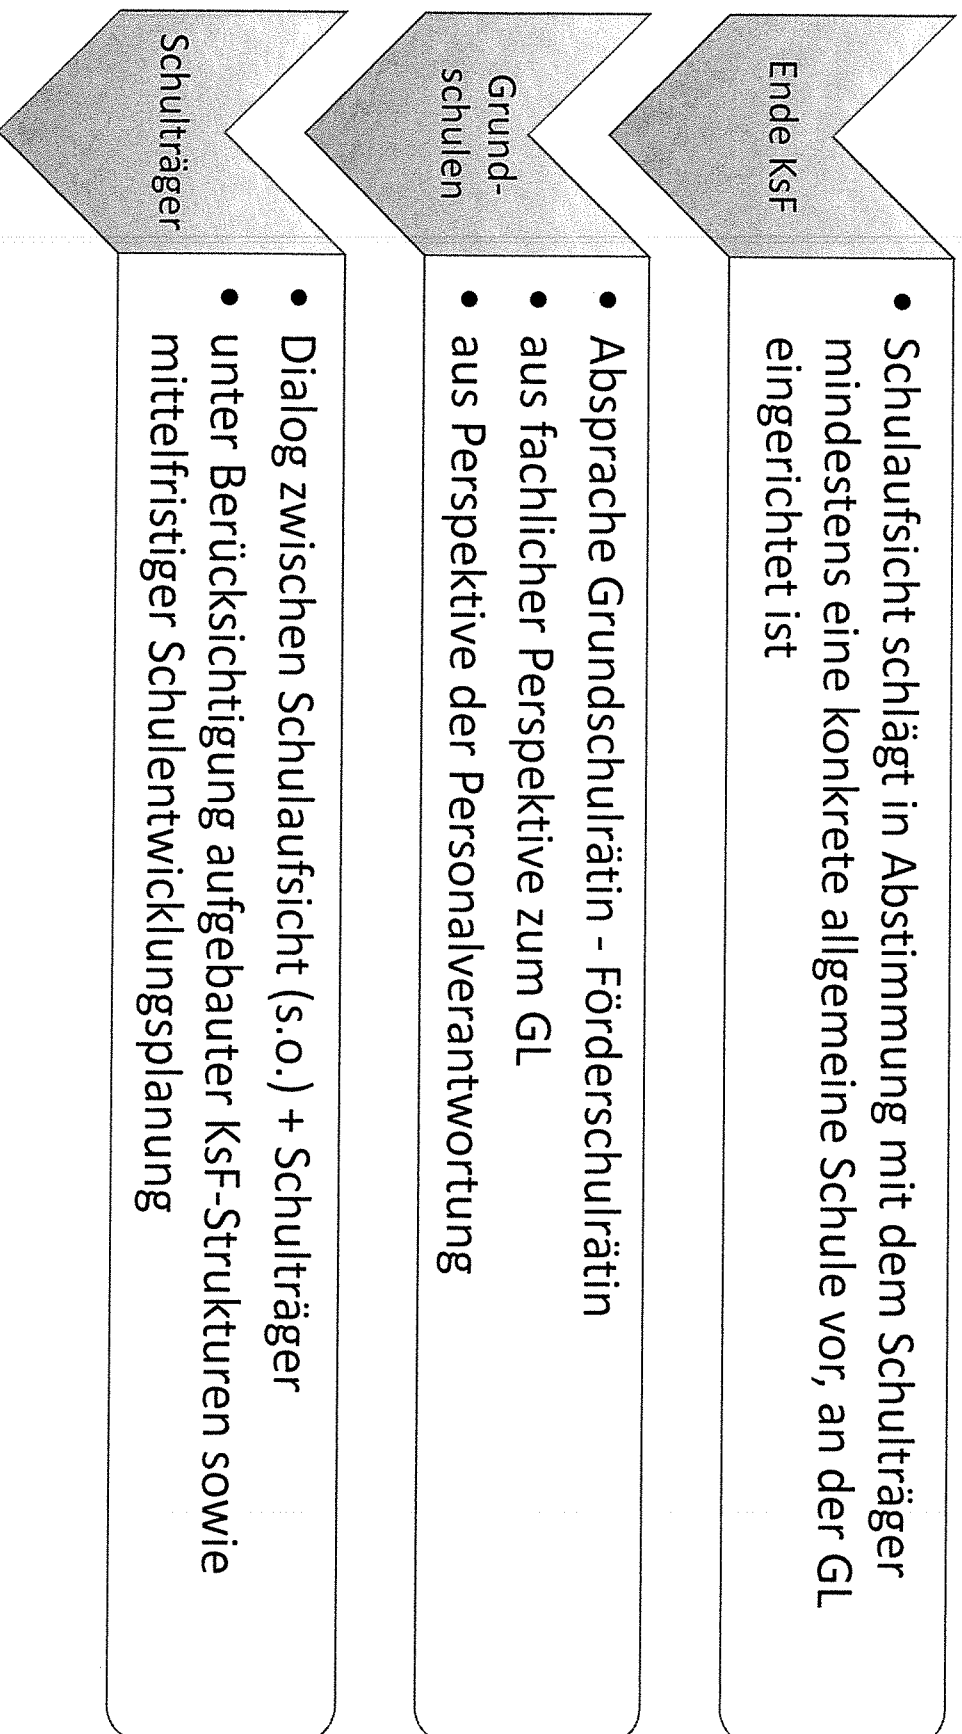 Ende KsF
• Schulaufsicht schlägt in Abstimmung mit dem Schulträger
mindestens eine konkrete allgemeine Schule vor, an der GL
eingerichtet ist
Grund-
schulen
• Absprache Grundschulrätin - Förderschulrätin
• aus fachlicher Perspektive zum GL
• aus Perspektive der Personalverantwortung
Schulträger
• Dialog zwischen Schulaufsicht (s.o.) + Schulträger
• unter Berücksichtigung aufgebauter KsF-Strukturen sowie
mittelfristiger Schulentwicklungsplanung